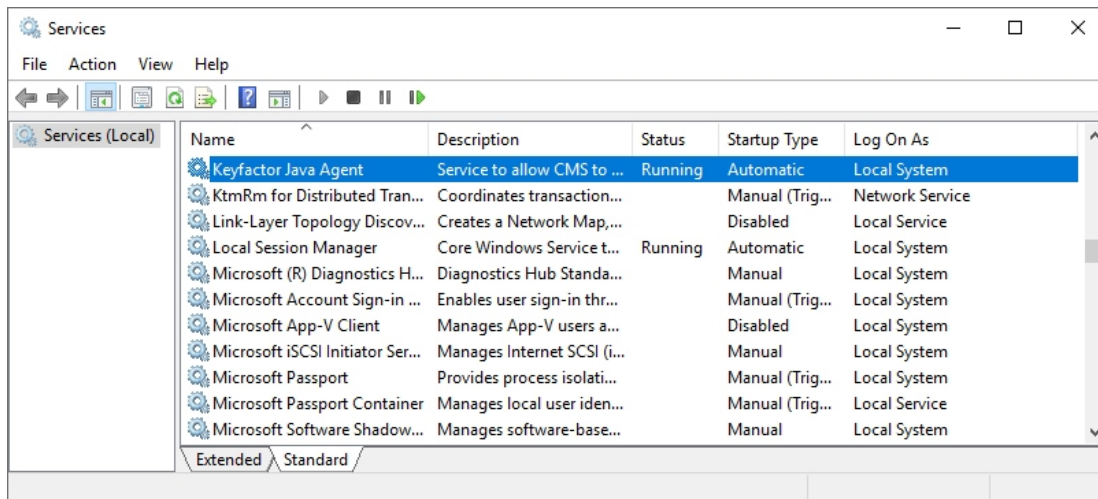 Services
File Action View Help
Services (Local)
Name Description Status Startup Type Log On As
Keyfactor Java Agent Service to allow CMS to ... Running Automatic Local System
KtmRm for Distributed Tran... Coordinates transaction... Manual (Trig... Network Service
Link-Layer Topology Discov... Creates a Network Map,... Disabled Local Service
Local Session Manager Core Windows Service t... Running Automatic Local System
Microsoft (R) Diagnostics H... Diagnostics Hub Standa... Manual Local System
Microsoft Account Sign-in ... Enables user sign-in thr... Manual (Trig... Local System
Microsoft App-V Client Manages App-V users a... Disabled Local System
Microsoft iSCSI Initiator Ser... Manages Internet SCSI (i... Manual Local System
Microsoft Passport Provides process isolati... Manual (Trig... Local System
Microsoft Passport Container Manages local user iden... Manual (Trig... Local Service
Microsoft Software Shadow... Manages software-base... Manual Local System
Extended Standard